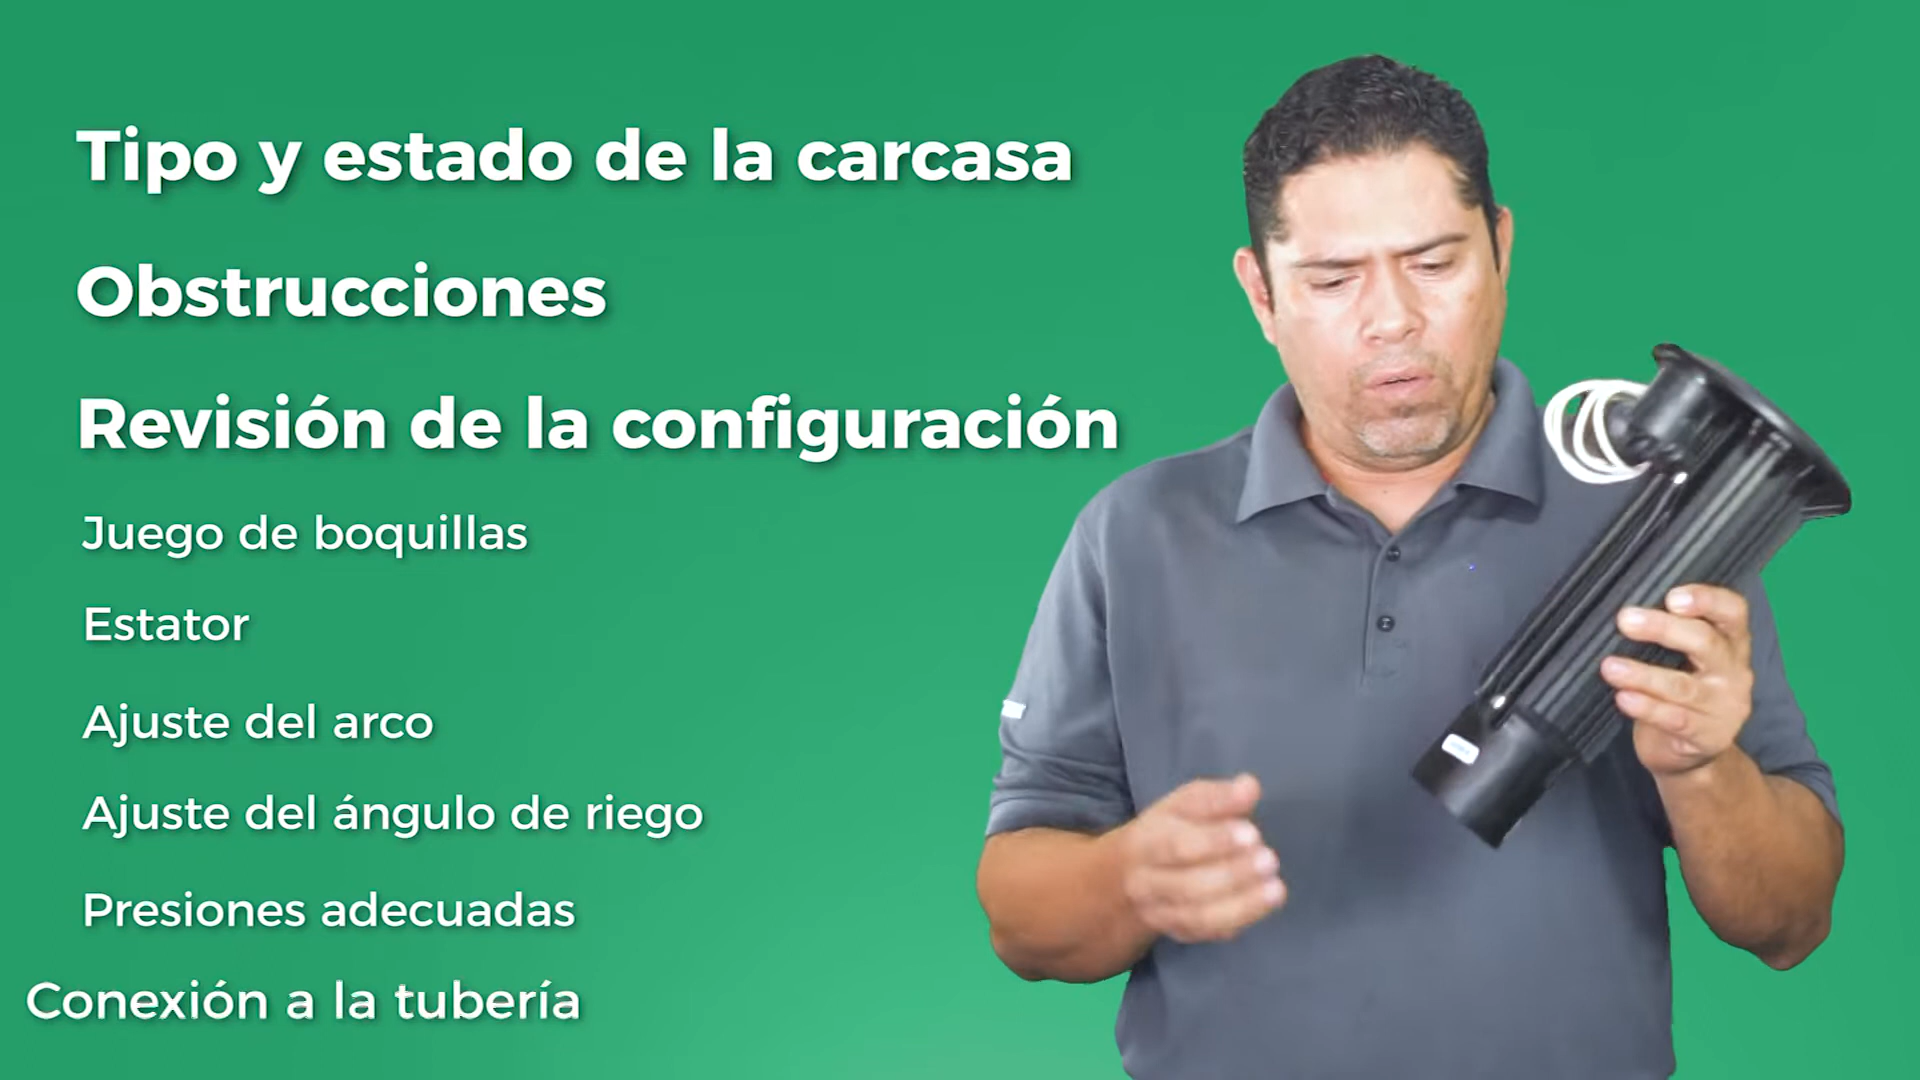 Tipo y estado de la carcasa
Obstrucciones
Revisión de la configuración
Juego de boquillas
Estator
Ajuste del arco
Ajuste del ángulo de riego
Presiones adecuadas
Conexión a la tubería